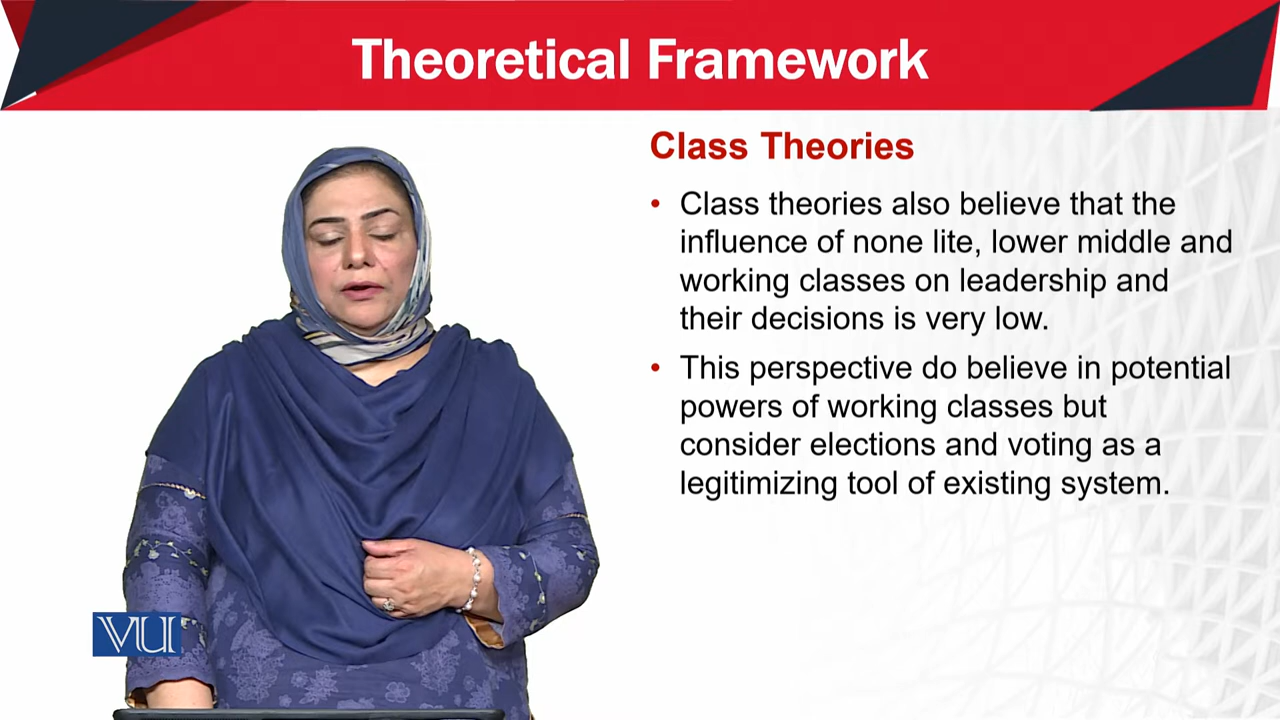 Theoretical Framework
Class Theories
• Class theories also believe that the
influence of none lite, lower middle and
working classes on leadership and
their decisions is very low.
• This perspective do believe in potential
powers of working classes but
consider elections and voting as a
legitimizing tool of existing system.
VU